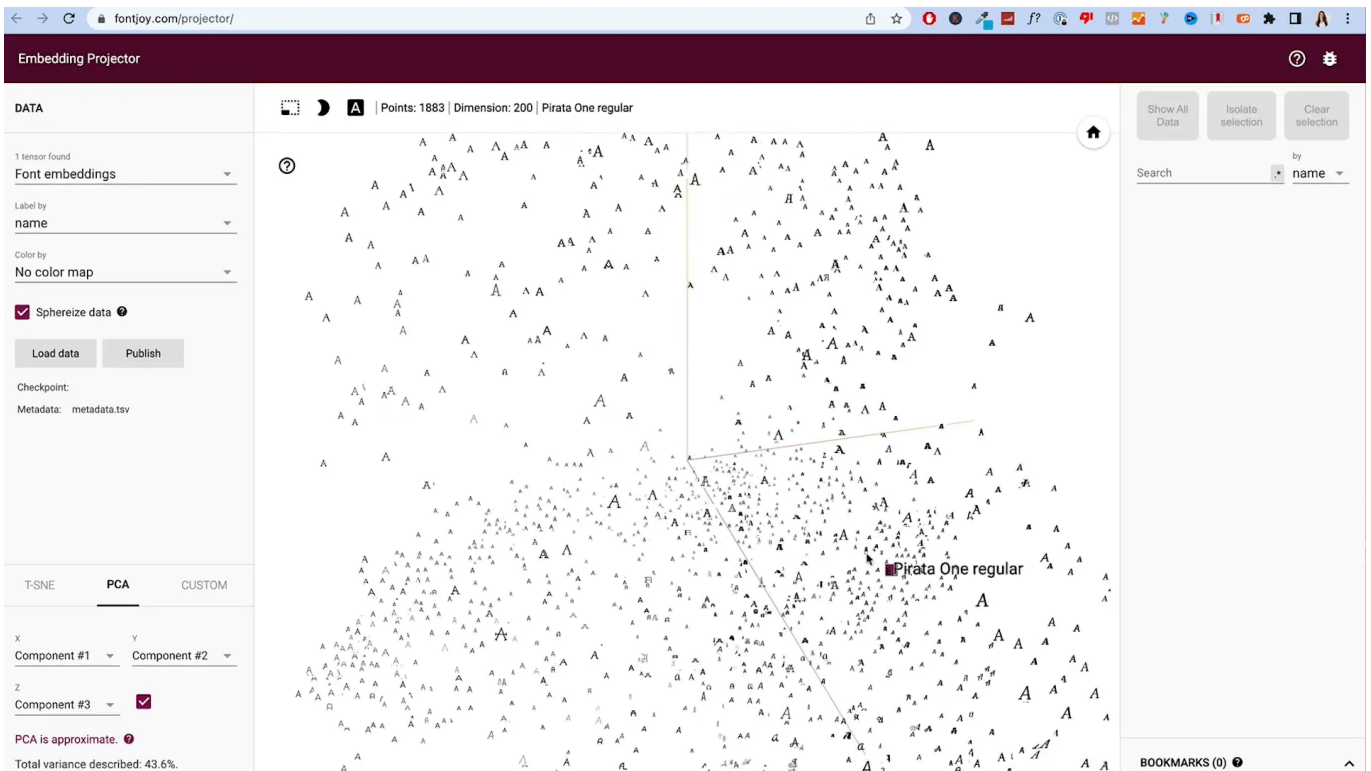 fontjoy.com/projector/
f?
Embedding Projector
DATA
A
Points: 1883 | Dimension: 200 | Pirata One regular
Show All Data
Isolate selection
Clear selection
1 tensor found
Font embeddings
Label by
name
Color by
No color map
Sphereize data
Load data
Publish
Checkpoint:
Metadata: metadata.tsv
Search
.*
by
name
Pirata One regular
T-SNE
PCA
CUSTOM
X
Component #1
Y
Component #2
Z
Component #3
PCA is approximate.
Total variance described: 43.6%.
BOOKMARKS (0)